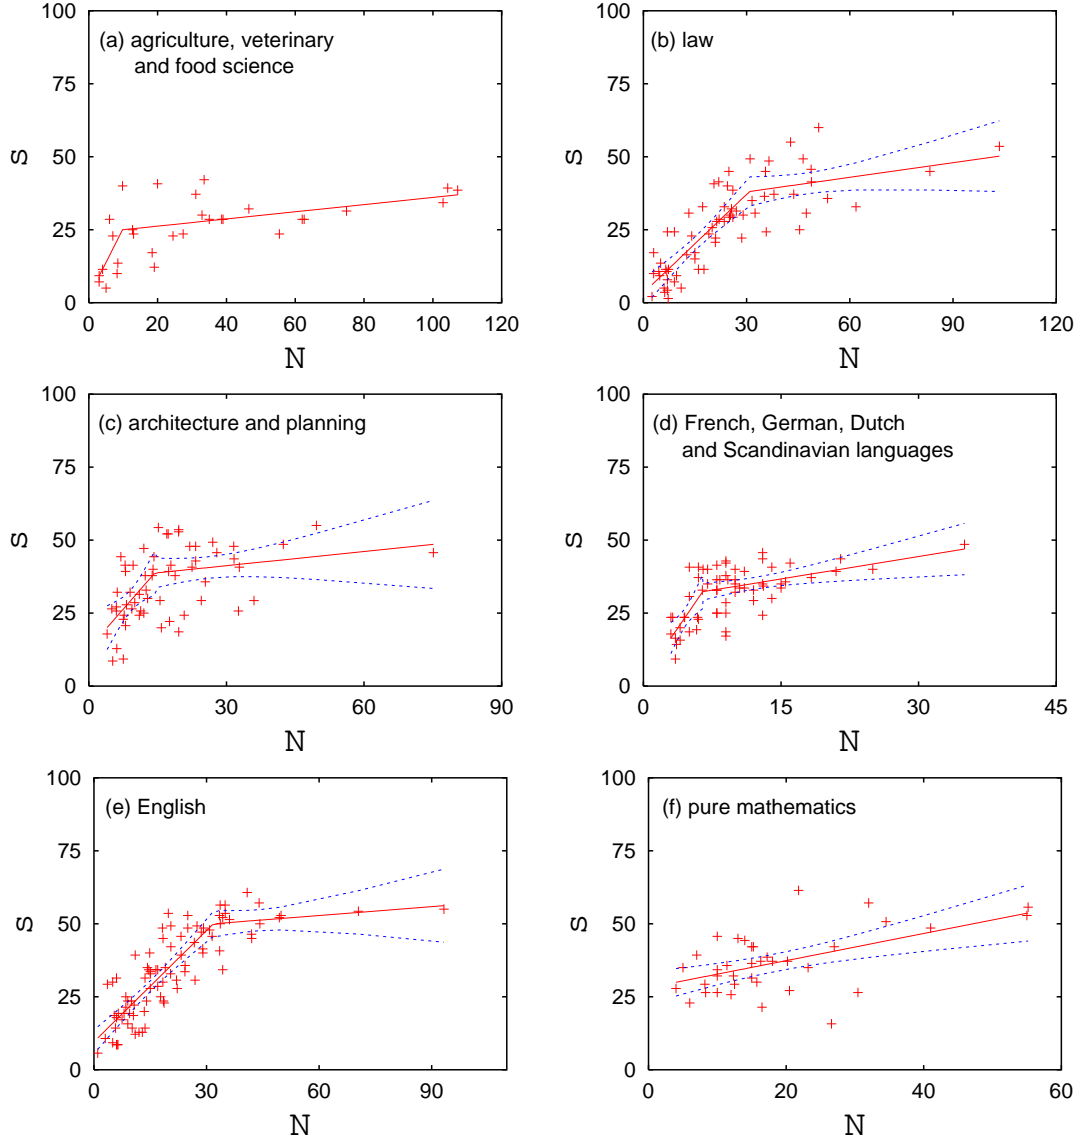 100
75
50
25
0
0 20 40 60 80 100 120
s
N
(a) agriculture, veterinary
and food science
100
75
50
25
0
0 30 60 90 120
s
N
(b) law
100
75
50
25
0
0 30 60 90
s
N
(c) architecture and planning
100
75
50
25
0
0 15 30 45
s
N
(d) French, German, Dutch
and Scandinavian languages
100
75
50
25
0
0 30 60 90
s
N
(e) English
100
75
50
25
0
0 20 40 60
s
N
(f) pure mathematics